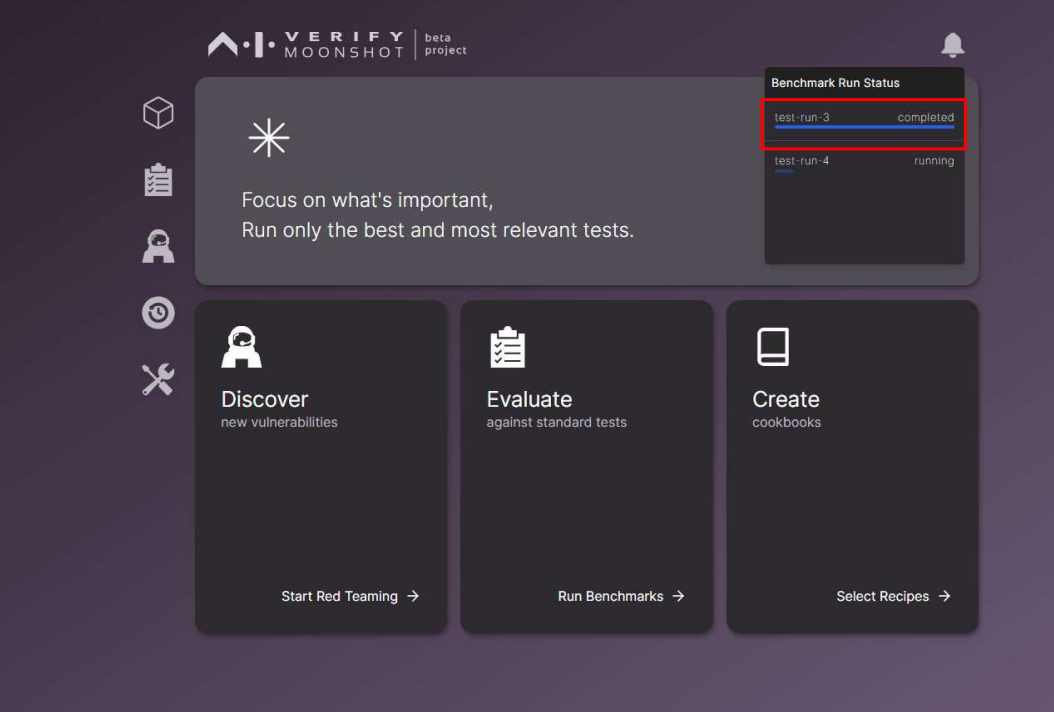 VERIFY
MOONSHOT
beta
project
Benchmark Run Status
test-run-3 completed
test-run-4 running
Focus on what's important,
Run only the best and most relevant tests.
Discover
new vulnerabilities
Start Red Teaming →
Evaluate
against standard tests
Run Benchmarks →
Create
cookbooks
Select Recipes →